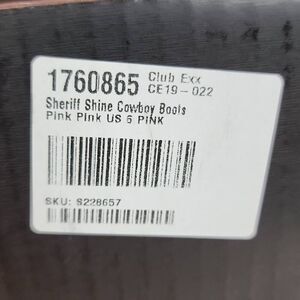 1760865 Club Exx
CE19-022
Sheriff Shine Cowboy Boots
Pink Pink US 6 PINK
SKU: S228657